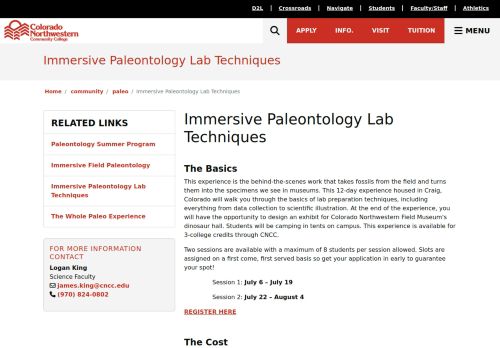 D2L | Crossroads | Navigate | Students | Faculty/Staff | Athletics
Colorado
Northwestern
Community College
APPLY INFO. VISIT TUITION MENU
Immersive Paleontology Lab Techniques
Home / community / paleo / Immersive Paleontology Lab Techniques
RELATED LINKS
Paleontology Summer Program
Immersive Field Paleontology
Immersive Paleontology Lab
Techniques
The Whole Paleo Experience
FOR MORE INFORMATION
CONTACT
Logan King
Science Faculty
james.king@cncc.edu
(970) 824-0802
Immersive Paleontology Lab
Techniques
The Basics
This experience is the behind-the-scenes work that takes fossils from the field and turns
them into the specimens we see in museums. This 12-day experience housed in Craig,
Colorado will walk you through the basics of lab preparation techniques, including
everything from data collection to scientific illustration. At the end of the experience, you
will have the opportunity to design an exhibit for Colorado Northwestern Field Museum's
dinosaur hall. Students will be camping in tents on campus. This experience is available for
3-college credits through CNCC.
Two sessions are available with a maximum of 8 students per session allowed. Slots are
assigned on a first come, first served basis so get your application in early to guarantee
your spot!
Session 1: July 6 – July 19
Session 2: July 22 – August 4
REGISTER HERE
The Cost